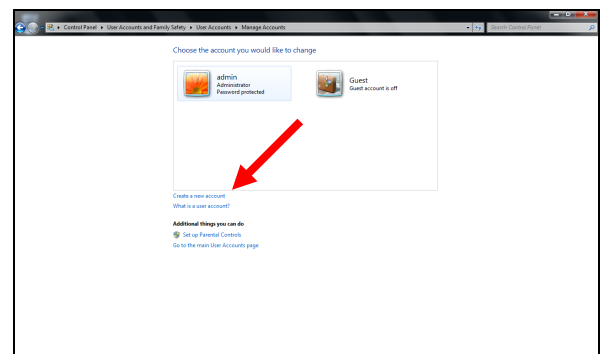 Control Panel ▸ User Accounts and Family Safety ▸ User Accounts ▸ Manage Accounts
Search Control Panel
Choose the account you would like to change
admin
Administrator
Password protected
Guest
Guest account is off
Create a new account
What is a user account?
Additional things you can do
Set up Parental Controls
Go to the main User Accounts page